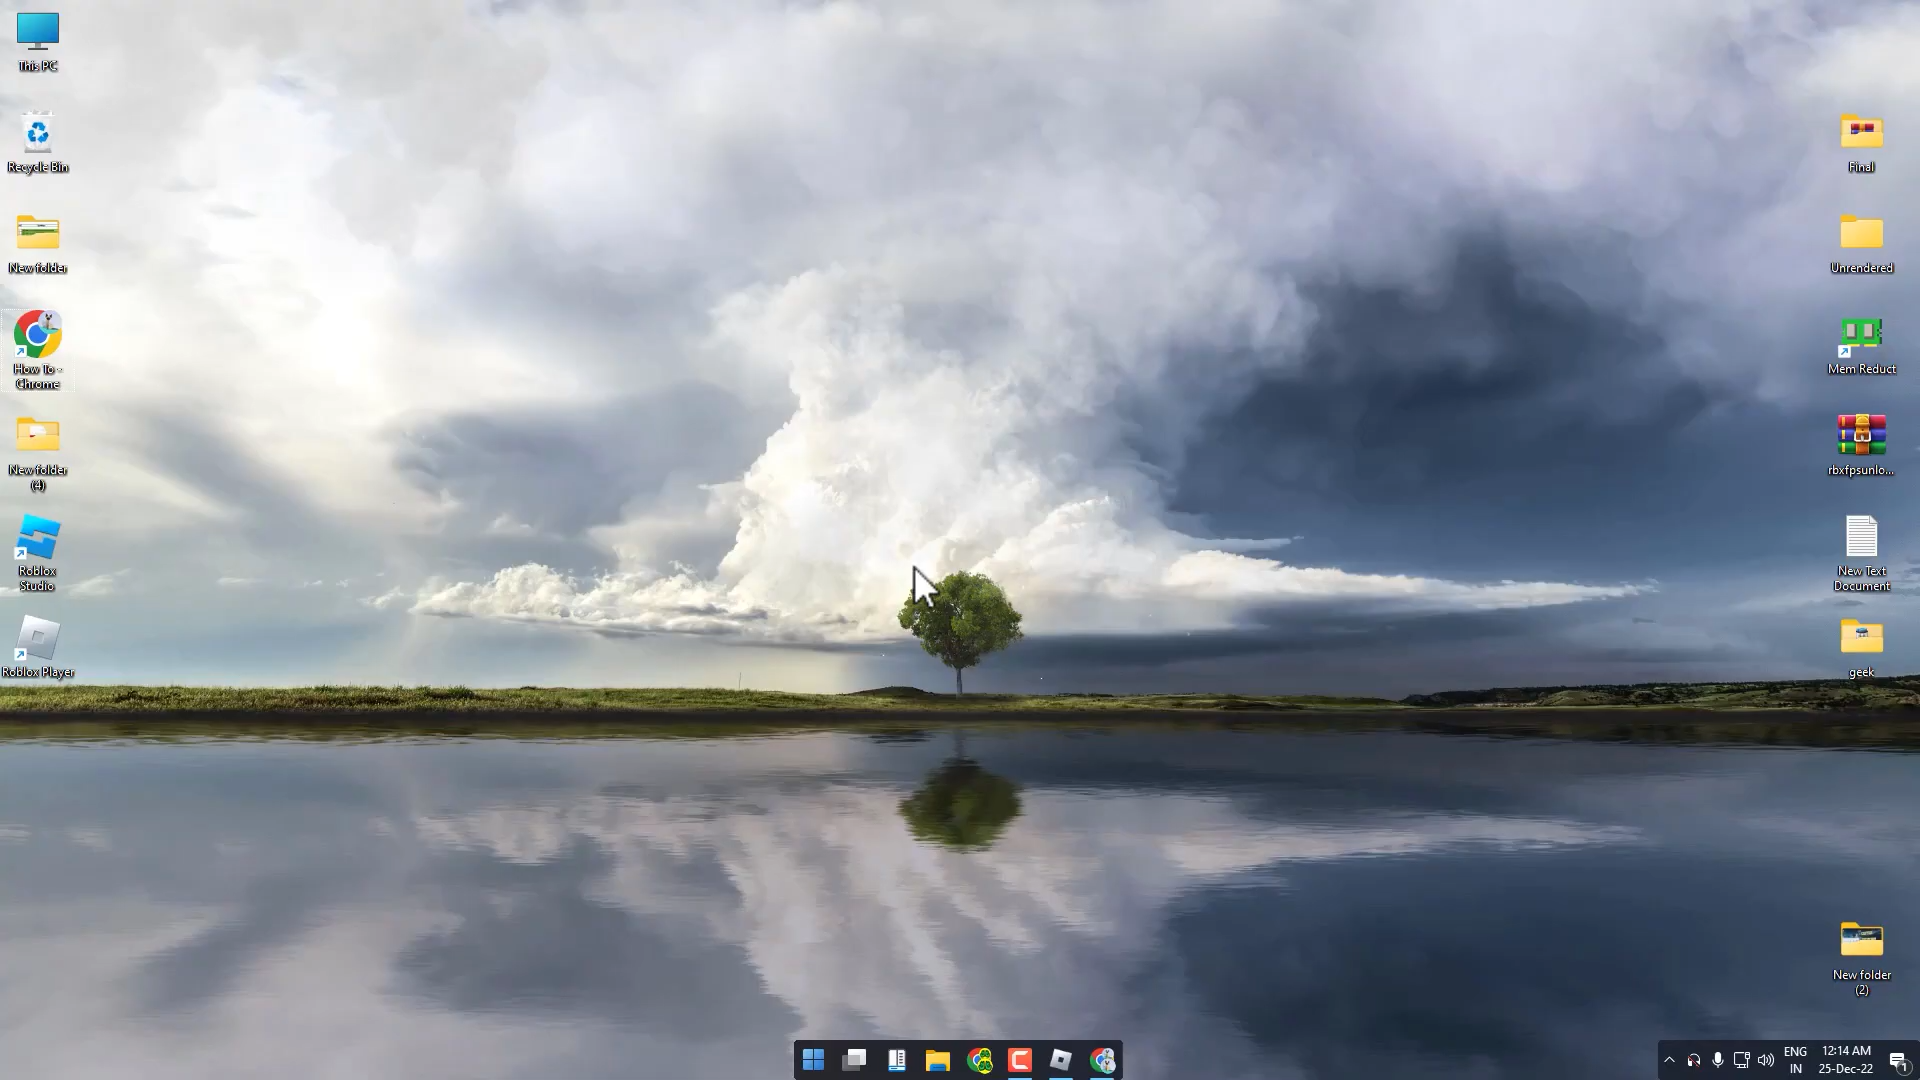 This PC
Recycle Bin
New folder
How To -
Chrome
New folder
(4)
Roblox
Studio
Roblox Player
Final
Unrendered
Mem Reduct
rbxfpsunlo...
New Text
Document
geek
New folder
(2)
ENG
IN
12:14 AM
25-Dec-22
1